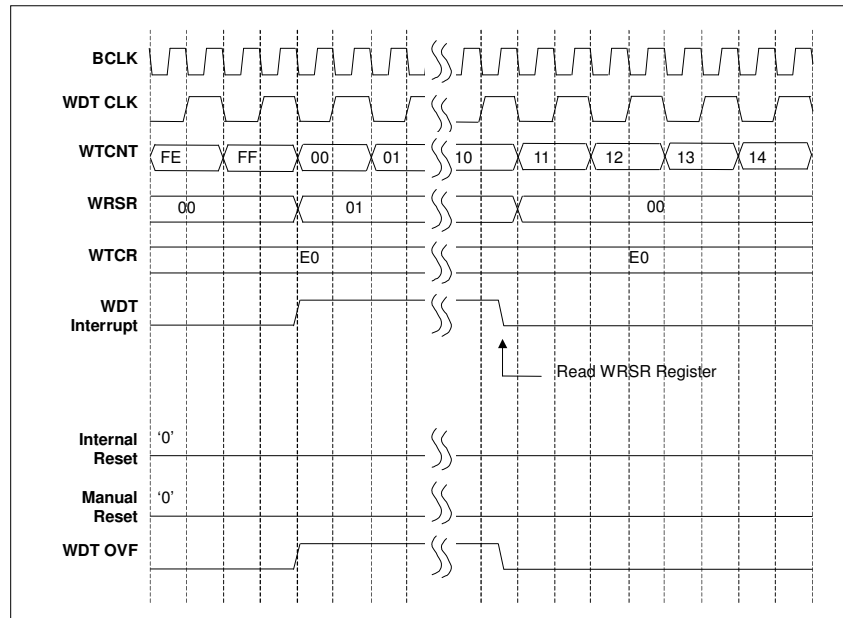 BCLK
WDT CLK
WTCNT FE FF 00 01 10 11 12 13 14
WRSR 00 01 00
WTCR E0 E0
WDT
Interrupt
Read WRSR Register
Internal
Reset
‘0’
Manual
Reset
‘0’
WDT OVF